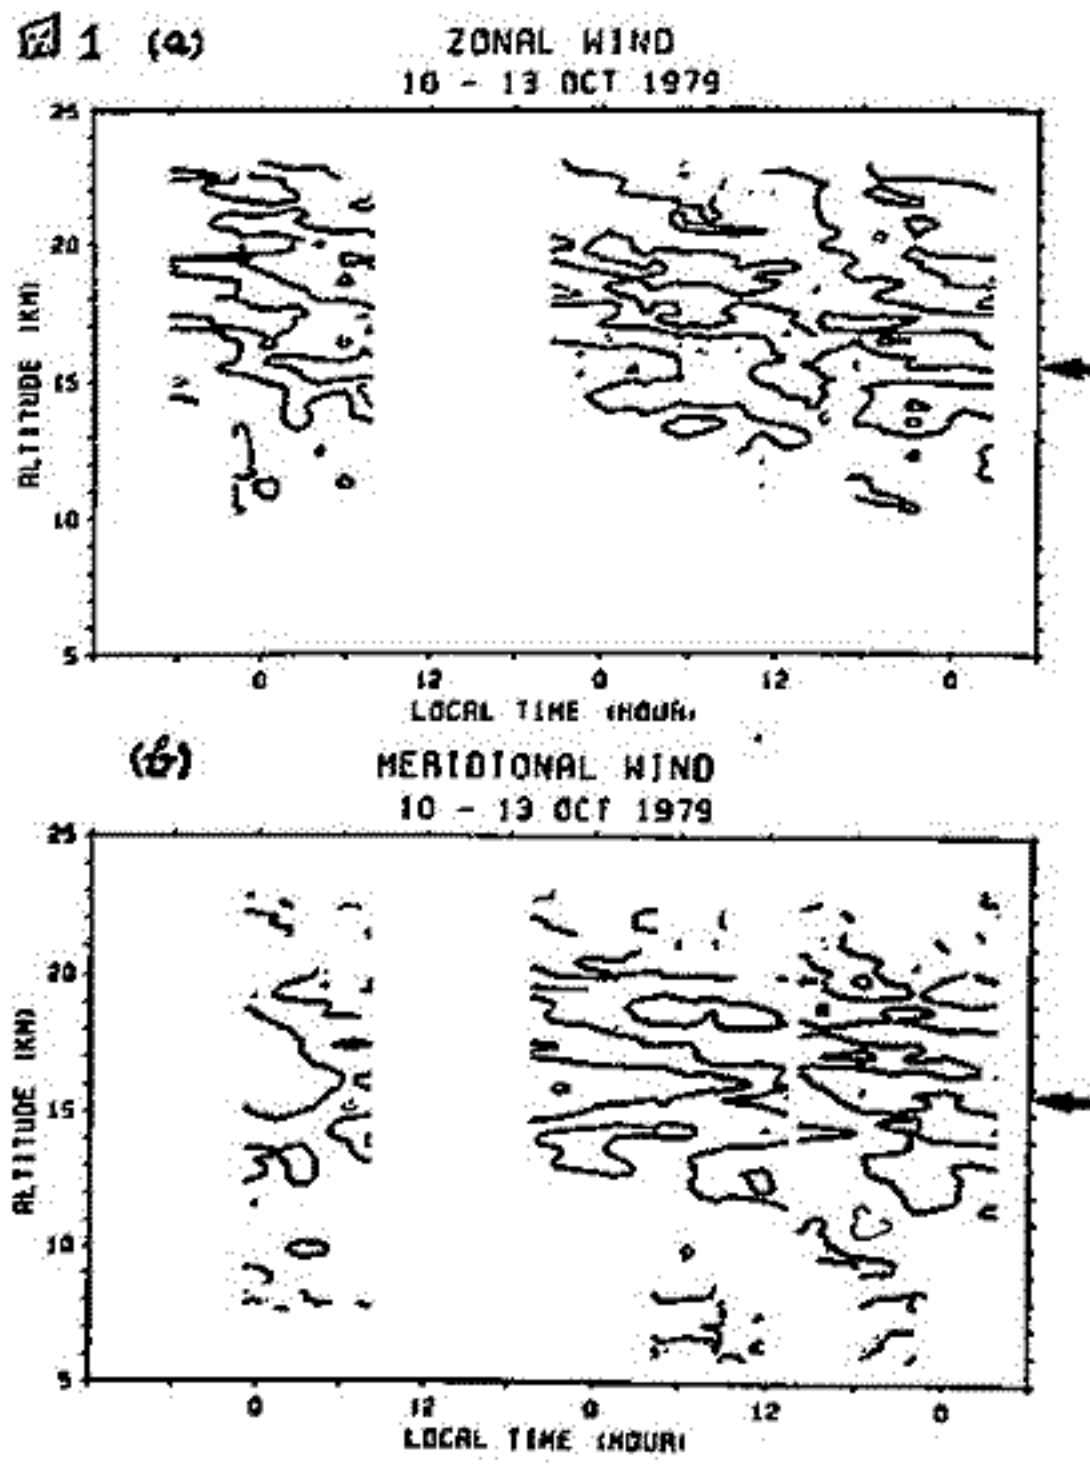 図1 (a)
ZONAL WIND
10 - 13 OCT 1979
25
20
15
10
5
ALTITUDE (KM)
0 12 0 12 0
LOCAL TIME (HOUR)
(b)
MERIDIONAL WIND
10 - 13 OCT 1979
25
20
15
10
5
ALTITUDE (KM)
0 12 0 12 0
LOCAL TIME (HOUR)